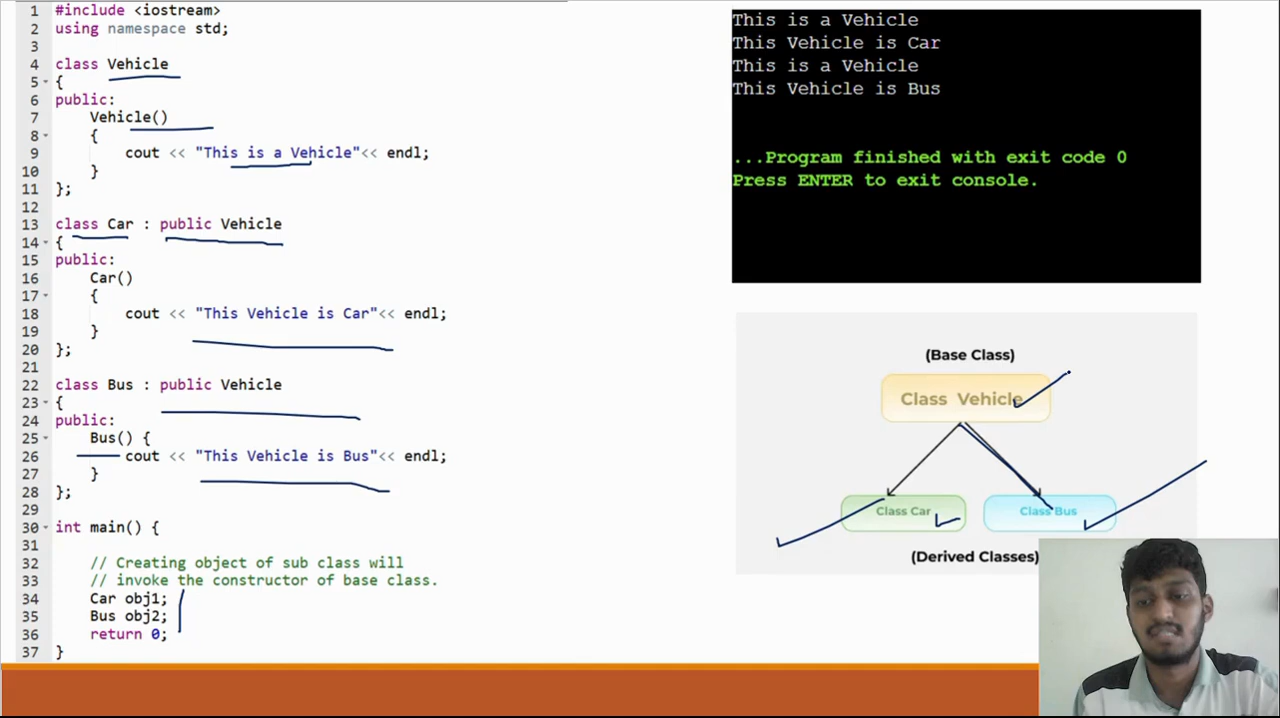 1 #include <iostream>
2 using namespace std;
3
4 class Vehicle
5 {
6 public:
7 Vehicle()
8 {
9 cout << "This is a Vehicle"<< endl;
10 }
11 };
12
13 class Car : public Vehicle
14 {
15 public:
16 Car()
17 {
18 cout << "This Vehicle is Car"<< endl;
19 }
20 };
21
22 class Bus : public Vehicle
23 {
24 public:
25 Bus() {
26 cout << "This Vehicle is Bus"<< endl;
27 }
28 };
29
30 int main() {
31
32 // Creating object of sub class will
33 // invoke the constructor of base class.
34 Car obj1;
35 Bus obj2;
36 return 0;
37 }
This is a Vehicle
This Vehicle is Car
This is a Vehicle
This Vehicle is Bus
...Program finished with exit code 0
Press ENTER to exit console.
(Base Class)
Class Vehicle
Class Car
Class Bus
(Derived Classes)